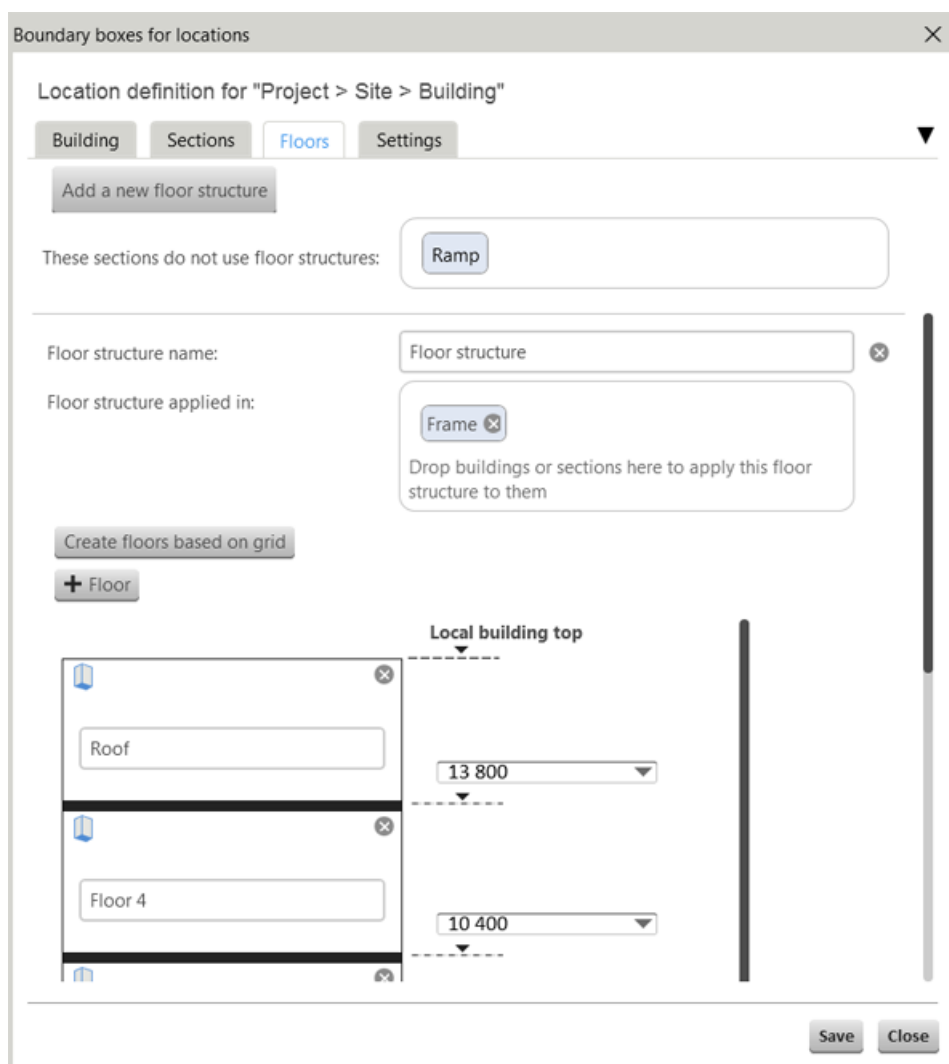 Boundary boxes for locations
Location definition for "Project > Site > Building"
Building Sections Floors Settings
Add a new floor structure
These sections do not use floor structures: Ramp
Floor structure name: Floor structure
Floor structure applied in: Frame
Drop buildings or sections here to apply this floor
structure to them
Create floors based on grid
+ Floor
Local building top
Roof
13 800
Floor 4
10 400
Save Close